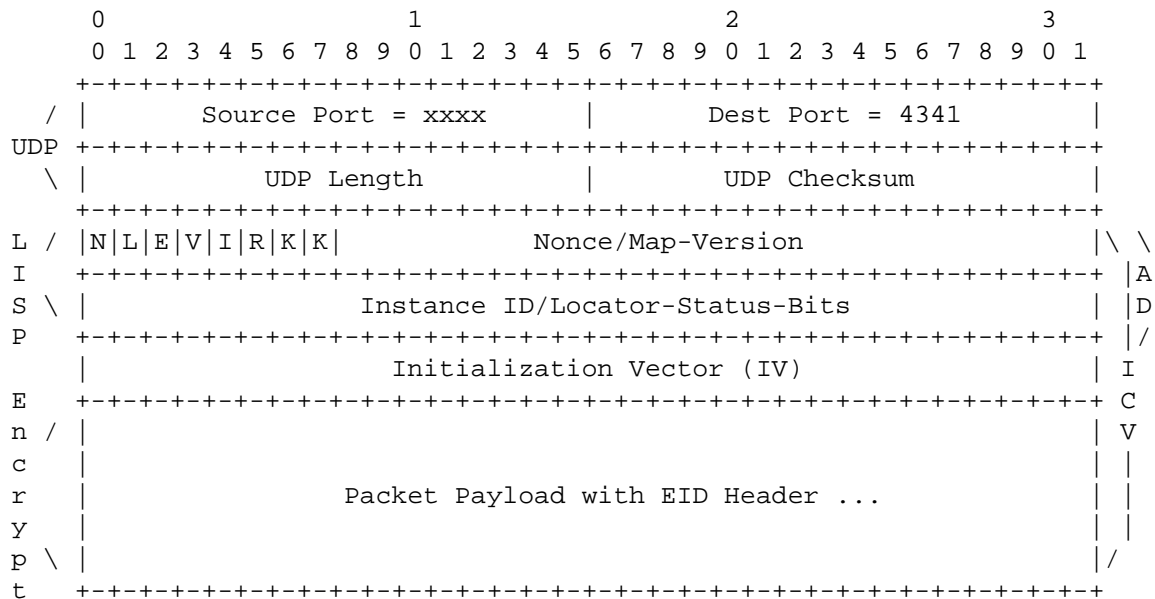 0                   1                   2                   3
      0 1 2 3 4 5 6 7 8 9 0 1 2 3 4 5 6 7 8 9 0 1 2 3 4 5 6 7 8 9 0 1
     +-+-+-+-+-+-+-+-+-+-+-+-+-+-+-+-+-+-+-+-+-+-+-+-+-+-+-+-+-+-+-+-+
   / |       Source Port = xxxx      |       Dest Port = 4341        |
 UDP +-+-+-+-+-+-+-+-+-+-+-+-+-+-+-+-+-+-+-+-+-+-+-+-+-+-+-+-+-+-+-+-+
   \ |           UDP Length          |        UDP Checksum           |
     +-+-+-+-+-+-+-+-+-+-+-+-+-+-+-+-+-+-+-+-+-+-+-+-+-+-+-+-+-+-+-+-+
 L / |N|L|E|V|I|R|K|K|            Nonce/Map-Version                  |\ \
 I   +-+-+-+-+-+-+-+-+-+-+-+-+-+-+-+-+-+-+-+-+-+-+-+-+-+-+-+-+-+-+-+-+ |A
 S \ |                 Instance ID/Locator-Status-Bits               | |D
 P   +-+-+-+-+-+-+-+-+-+-+-+-+-+-+-+-+-+-+-+-+-+-+-+-+-+-+-+-+-+-+-+-+ |/
     |                   Initialization Vector (IV)                  | I
 E   +-+-+-+-+-+-+-+-+-+-+-+-+-+-+-+-+-+-+-+-+-+-+-+-+-+-+-+-+-+-+-+-+ C
 n / |                                                               | V
 c   |                                                               | |
 r   |                Packet Payload with EID Header ...             | |
 y   |                                                               | |
 p \ |                                                               |/
 t   +-+-+-+-+-+-+-+-+-+-+-+-+-+-+-+-+-+-+-+-+-+-+-+-+-+-+-+-+-+-+-+-+